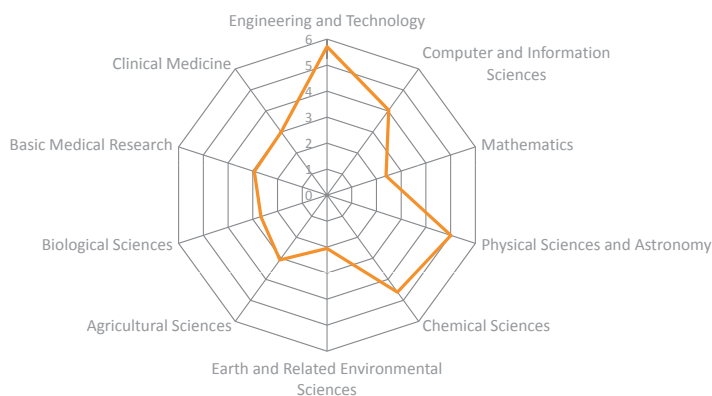 Engineering and Technology
6
Computer and Information
Sciences
Clinical Medicine
5
4
3
Basic Medical Research
Mathematics
2
1
0
Biological Sciences
Physical Sciences and Astronomy
Agricultural Sciences
Chemical Sciences
Earth and Related Environmental
Sciences